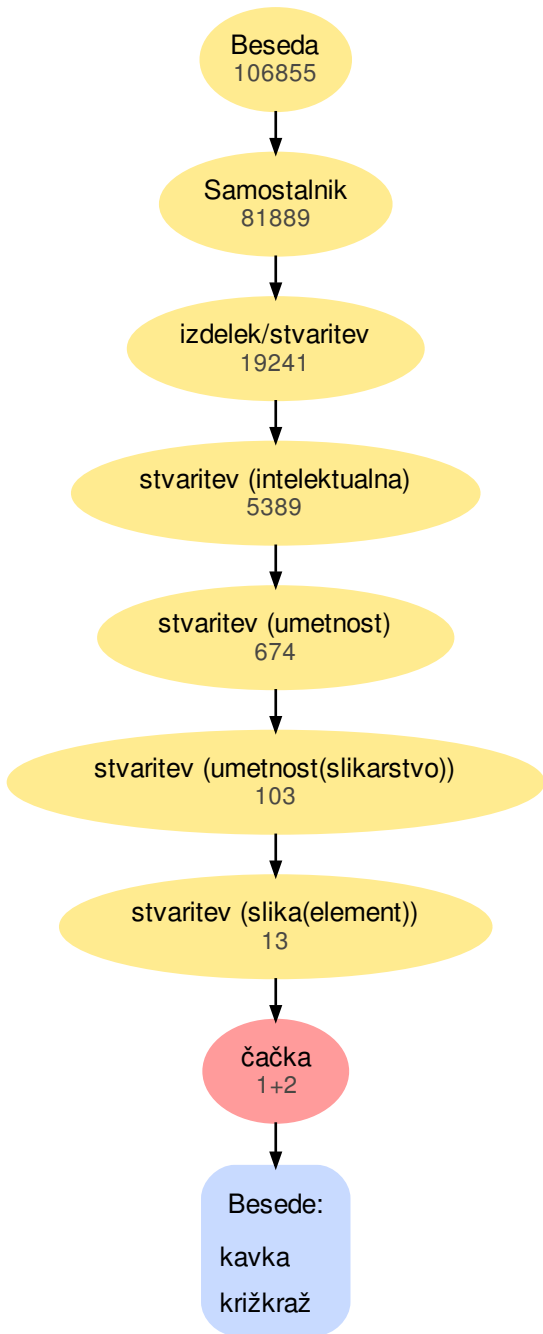 Beseda
106855
Samostalnik
81889
izdelek/stvaritev
19241
stvaritev (intelektualna)
5389
stvaritev (umetnost)
674
stvaritev (umetnost(slikarstvo))
103
stvaritev (slika(element))
13
čačka
1+2
Besede:
kavka
križkraž